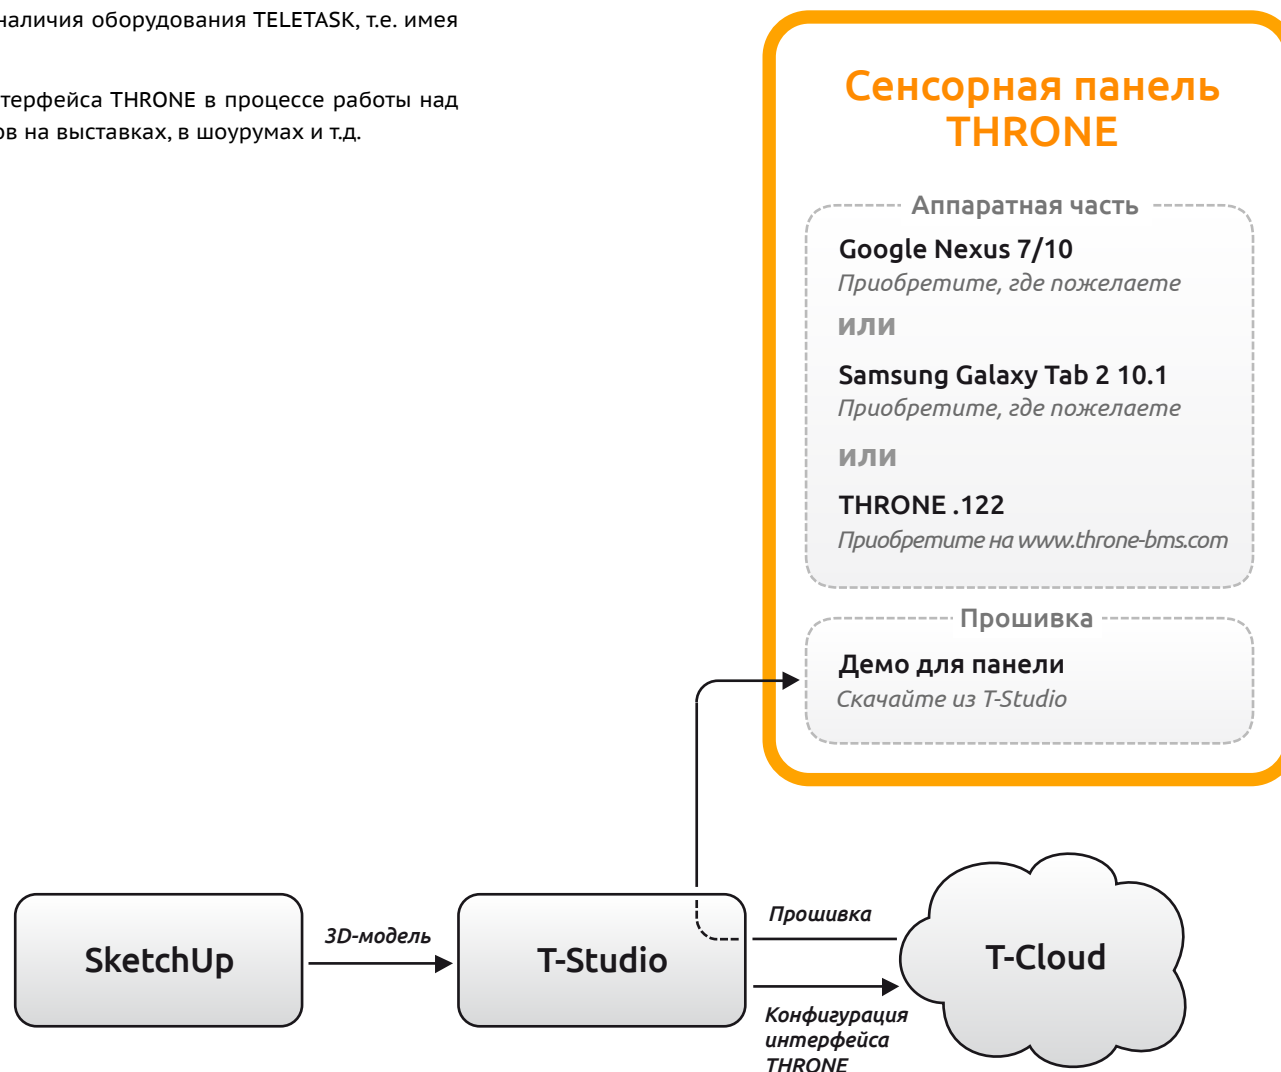 наличия оборудования TELETASK, т.е. имея
терфейса THRONE в процессе работы над
ов на выставках, в шоурумах и т.д.
Сенсорная панель
THRONE
Аппаратная часть
Google Nexus 7/10
Приобретите, где пожелаете
или
Samsung Galaxy Tab 2 10.1
Приобретите, где пожелаете
или
THRONE .122
Приобретите на www.throne-bms.com
Прошивка
Демо для панели
Скачайте из T-Studio
SketchUp
3D-модель
T-Studio
Прошивка
T-Cloud
Конфигурация
интерфейса
THRONE